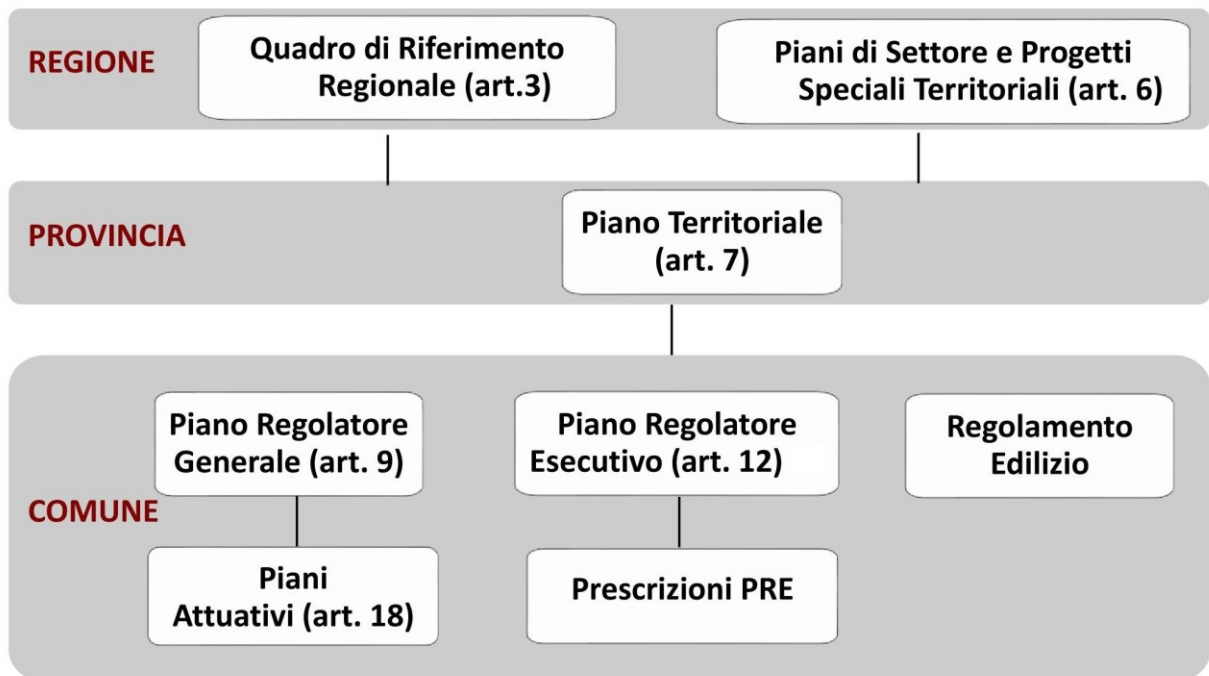 REGIONE
Quadro di Riferimento
Regionale (art.3)
Piani di Settore e Progetti
Speciali Territoriali (art. 6)
PROVINCIA
Piano Territoriale
(art. 7)
COMUNE
Piano Regolatore
Generale (art. 9)
Piano Regolatore
Esecutivo (art. 12)
Regolamento
Edilizio
Piani
Attuativi (art. 18)
Prescrizioni PRE